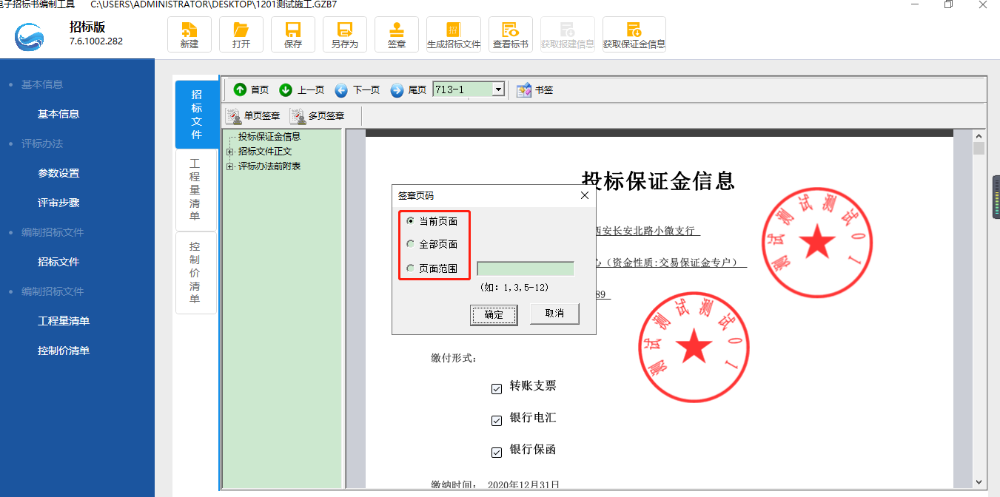 电子招标书编制工具 C:\USERS\ADMINISTRATOR\DESKTOP\1201测试施工.GZB7
招标版
7.6.1002.282
新建 打开 保存 另存为 签章 生成招标文件 查看标书 获取报建信息 获取保证金信息
基本信息
基本信息
评标办法
参数设置
评审步骤
编制招标文件
招标文件
编制招标文件
工程量清单
控制价清单
招标文件
工程量清单
控制价清单
首页 上一页 下一页 尾页 713-1 书签
单页签章 多页签章
投标保证金信息
招标文件正文
评标办法前附表
投标保证金信息
西安长安北路小微支行
心（资金性质:交易保证金专户）
89
签章页码
当前页面
全部页面
页面范围
(如: 1,3,5-12)
确定 取消
测试测试测试01
测试测试测试01
缴付形式：
转账支票
银行电汇
银行保函
缴纳时间： 2020年12月31日